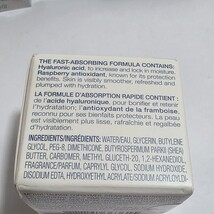 THE FAST-ABSORBING FORMULA CONTAINS:
Hyaluronic acid, to increase and lock in moisture.
Raspberry antioxidant, known for its protection
benefits. Skin is visibly smoother, refreshed and
plumped with hydration.
LA FORMULE D'ABSORPTION RAPIDE CONTIENT :
de l'acide hyaluronique, pour bonifier et retenir
l'hydratation; l'antioxydant de la framboise,
reconnu pour ses bienfaits protecteurs. La peau
est visiblement plus lisse, rafraîchie et regalbée
d'hydratation.
INGREDIENTS/INGRÉDIENTS: WATER/EAU, GLYCERIN, BUTYLENE
GLYCOL, PEG-8, DIMETHICONE, BUTYROSPERMUM PARKII (SHEA)
BUTTER, CARBOMER, METHYL GLUCETH-20, 1,2-HEXANEDIOL,
FRAGRANCE/PARFUM, CAPRYLYL GLYCOL, SODIUM HYDROXIDE,
DISODIUM EDTA, HYDROXYETHYL ACRYLATE/SODIUM ACRYLOYLDI-